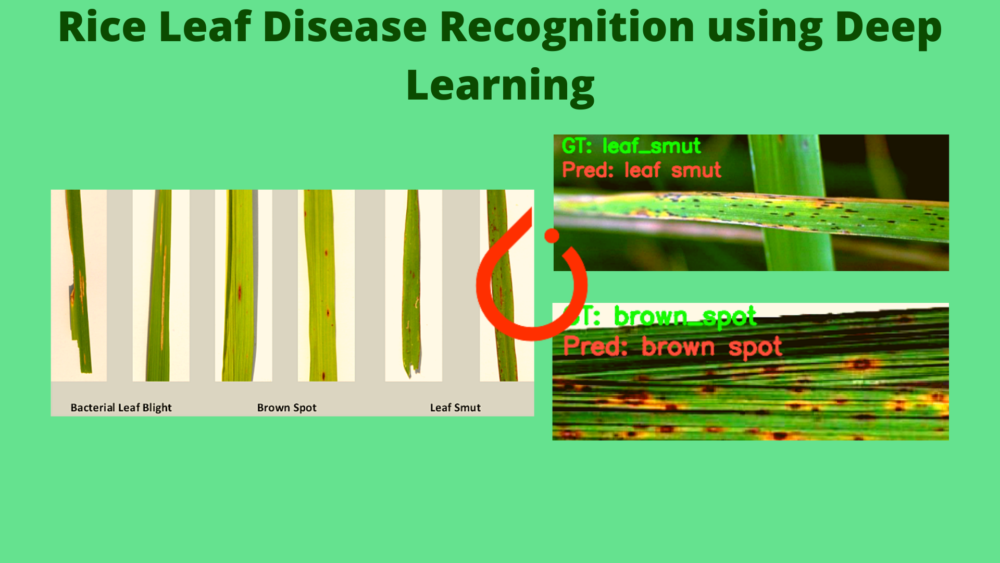 Rice Leaf Disease Recognition using Deep
Learning
Bacterial Leaf Blight
Brown Spot
Leaf Smut
GT: leaf_smut
Pred: leaf smut
GT: brown_spot
Pred: brown spot